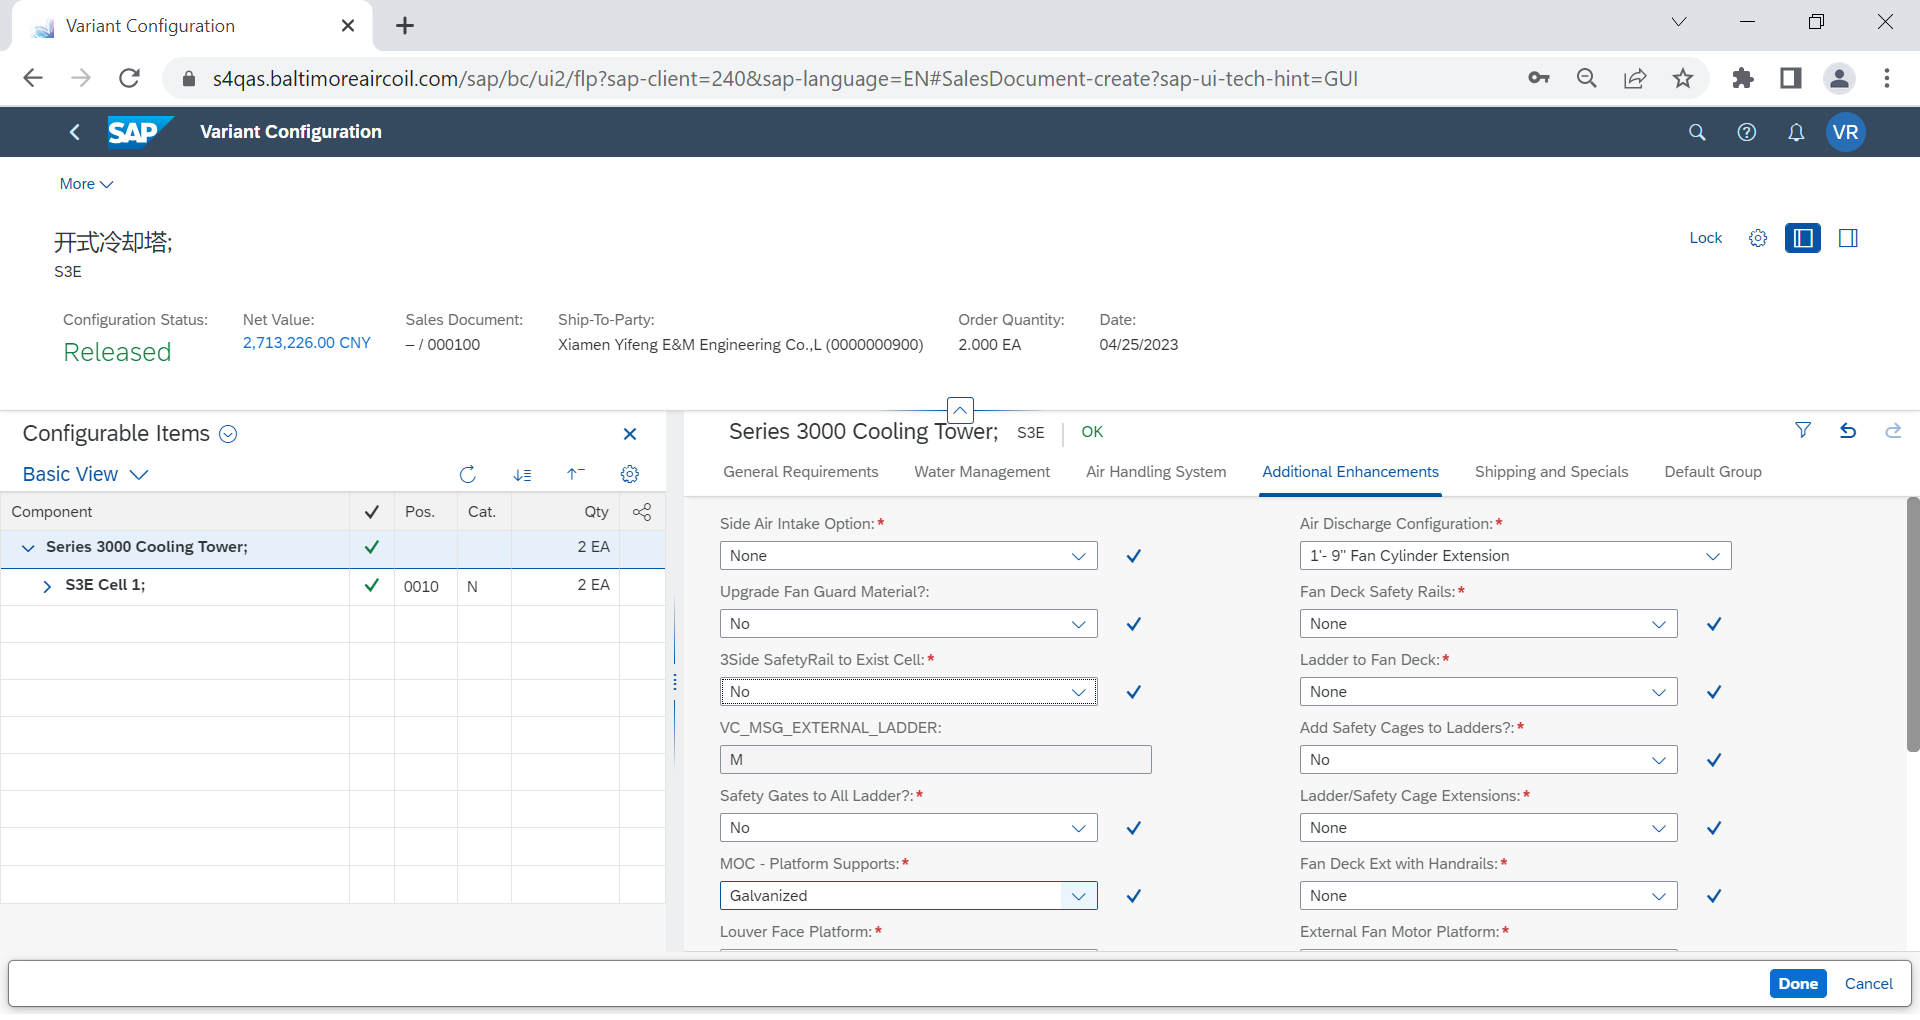 Variant Configuration
s4qas.baltimoreaircoil.com/sap/bc/ui2/flp?sap-client=240&sap-language=EN#SalesDocument-create?sap-ui-tech-hint=GUI
SAP Variant Configuration VR
More
开式冷却塔;
S3E
Lock
Configuration Status: Net Value: Sales Document: Ship-To-Party: Order Quantity: Date:
Released 2,713,226.00 CNY – / 000100 Xiamen Yifeng E&M Engineering Co.,L (0000000900) 2.000 EA 04/25/2023
Configurable Items
Basic View
Component Pos. Cat. Qty
Series 3000 Cooling Tower; 2 EA
S3E Cell 1; 0010 N 2 EA
Series 3000 Cooling Tower; S3E OK
General Requirements Water Management Air Handling System Additional Enhancements Shipping and Specials Default Group
Side Air Intake Option:* Air Discharge Configuration:*
None 1'- 9" Fan Cylinder Extension
Upgrade Fan Guard Material?: Fan Deck Safety Rails:*
No None
3Side SafetyRail to Exist Cell:* Ladder to Fan Deck:*
No None
VC_MSG_EXTERNAL_LADDER: Add Safety Cages to Ladders?:*
M No
Safety Gates to All Ladder?:* Ladder/Safety Cage Extensions:*
No None
MOC - Platform Supports:* Fan Deck Ext with Handrails:*
Galvanized None
Louver Face Platform:* External Fan Motor Platform:*
Done Cancel